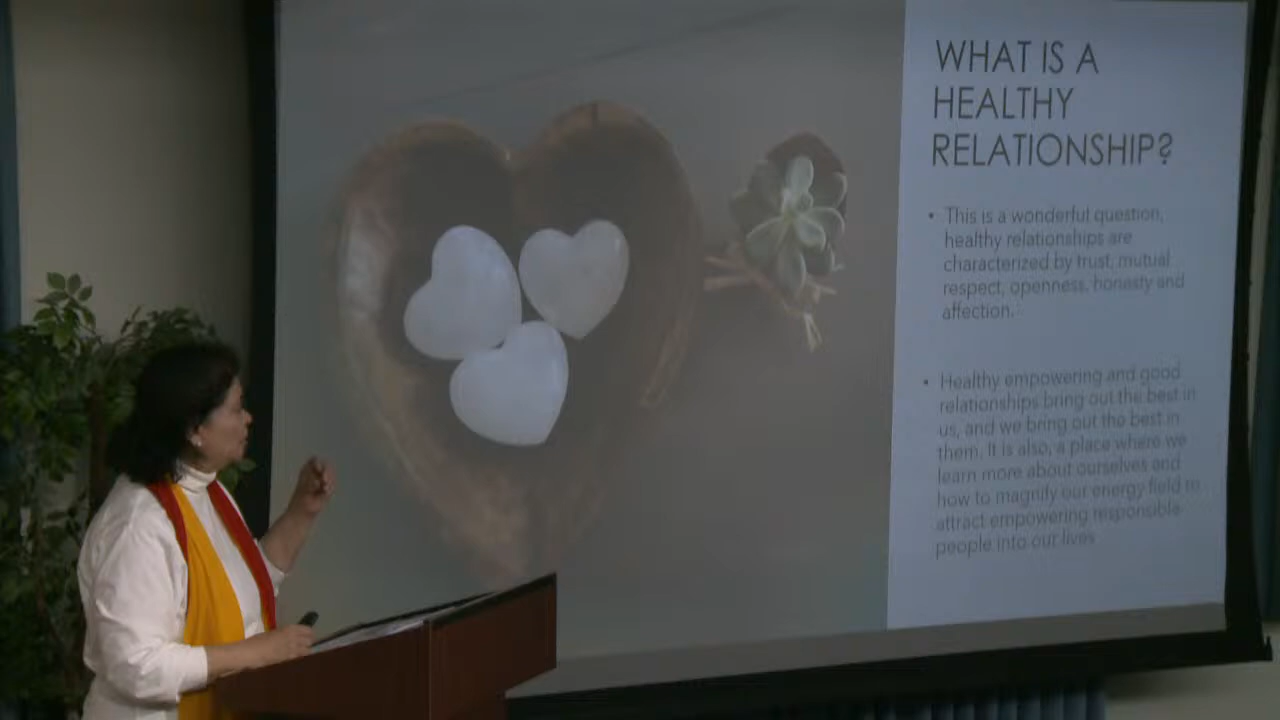 WHAT IS A
HEALTHY
RELATIONSHIP?
• This is a wonderful question,
healthy relationships are
characterized by trust, mutual
respect, openness, honesty and
affection.
• Healthy empowering and good
relationships bring out the best in
us, and we bring out the best in
them. It is also, a place where we
learn more about ourselves and
how to magnify our energy field to
attract empowering responsible
people into our lives